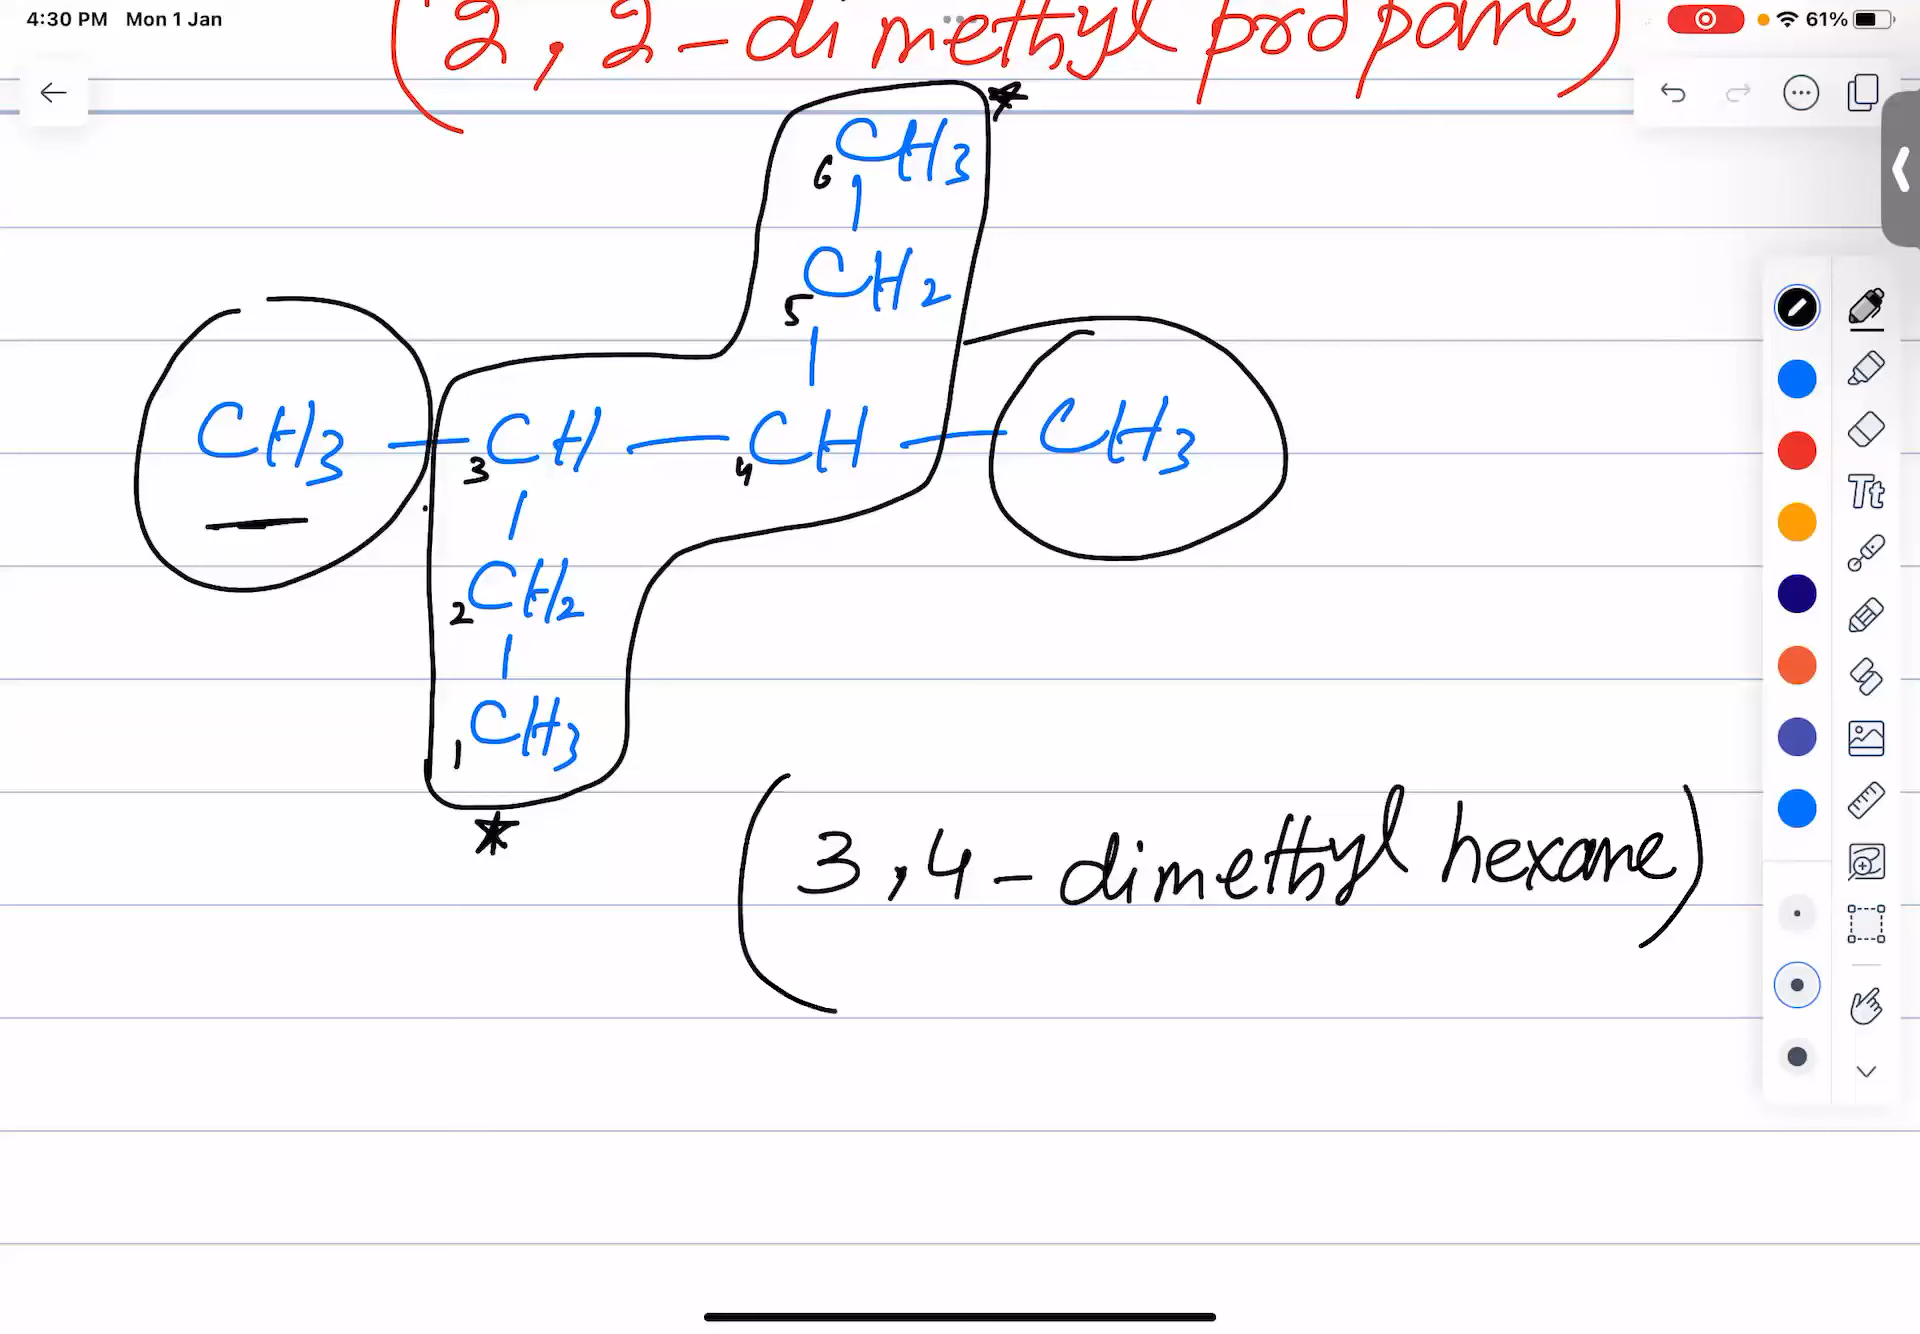 4:30 PM Mon 1 Jan
61%
(2, 2-dimethyl propane)
6 CH3
5 CH2
CH3 - 3 CH - 4 CH - CH3
2 CH2
1 CH3
(3,4-dimethyl hexane)
Tt